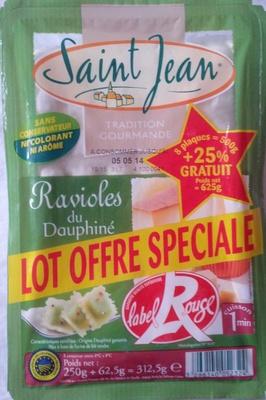 Saint Jean
TRADITION
GOURMANDE
SANS
CONSERVATEUR
NI COLORANT
NI ARÔME
A CONSOMMER JUSQU'AU
05 05 14
8 plaques = 500g
+25%
GRATUIT
Poids net
= 625g
Ravioles
du
Dauphiné
LOT OFFRE SPECIALE
Label
Rouge
cuisson
1 min
Poids net :
250g + 62,5g = 312,5g